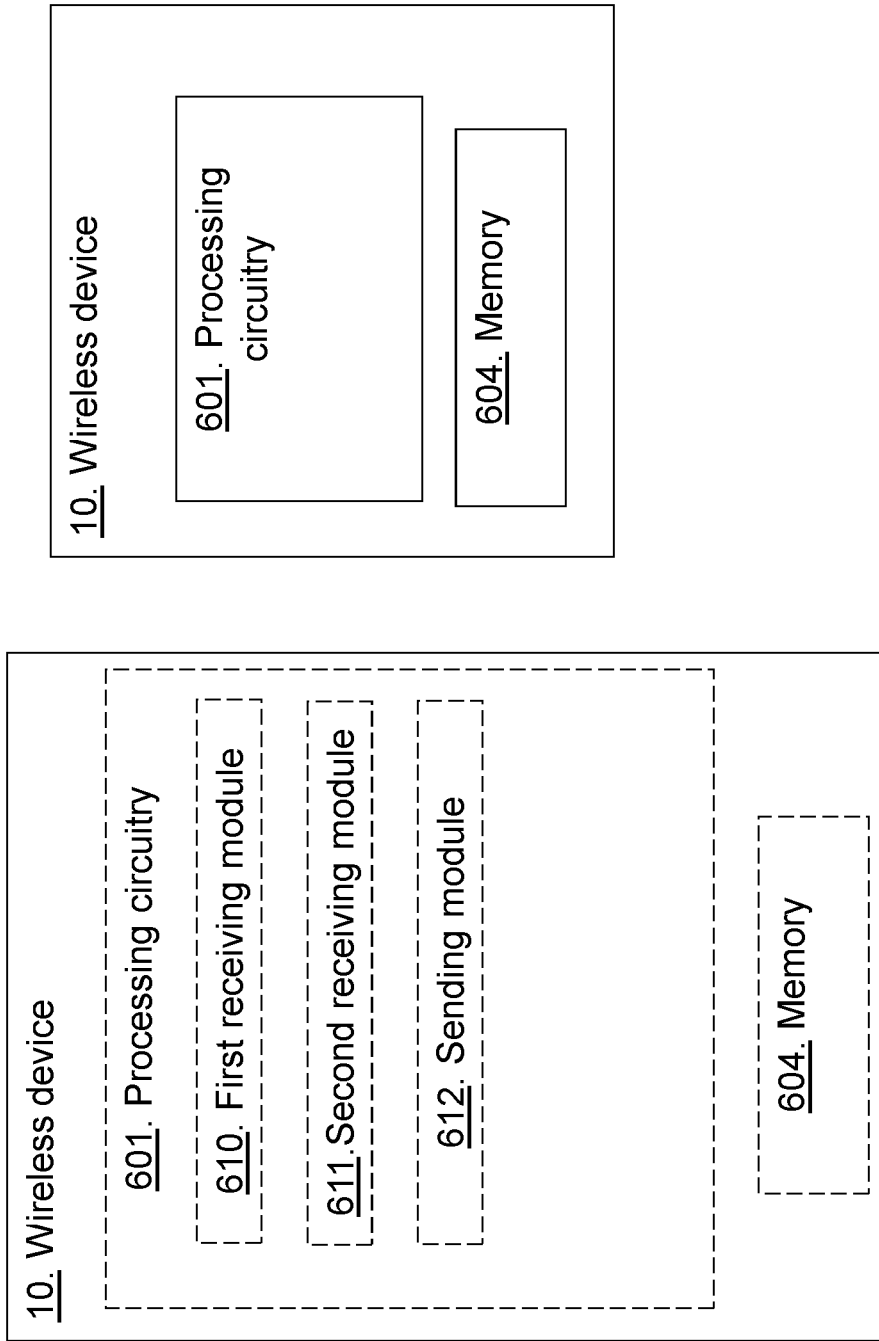 10. Wireless device
601. Processing circuitry
610. First receiving module
611.Second receiving module
612. Sending module
604. Memory
10. Wireless device
601. Processing
circuitry
604. Memory